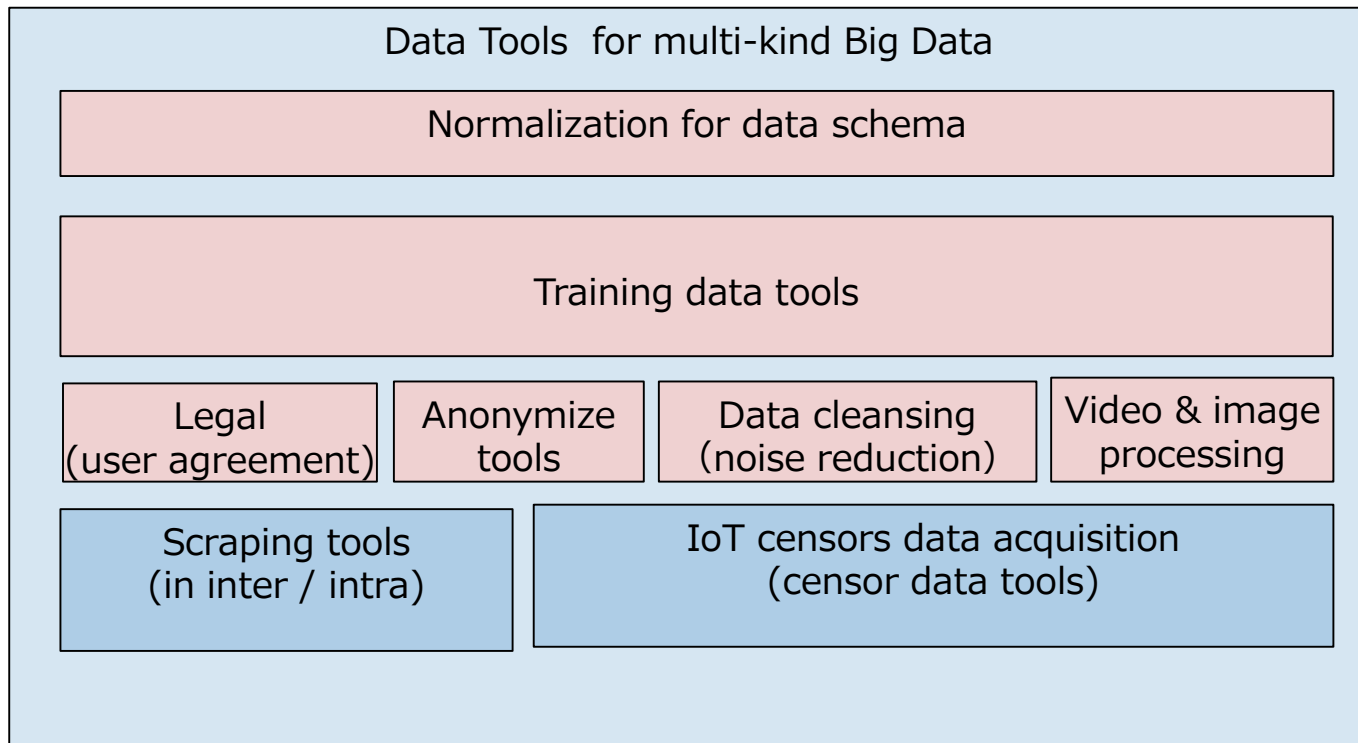 Data Tools  for multi-kind Big Data
Normalization for data schema
Training data tools
Legal
(user agreement)
Anonymize
tools
Data cleansing
(noise reduction)
Video & image
processing
Scraping tools
(in inter / intra)
IoT censors data acquisition
(censor data tools)